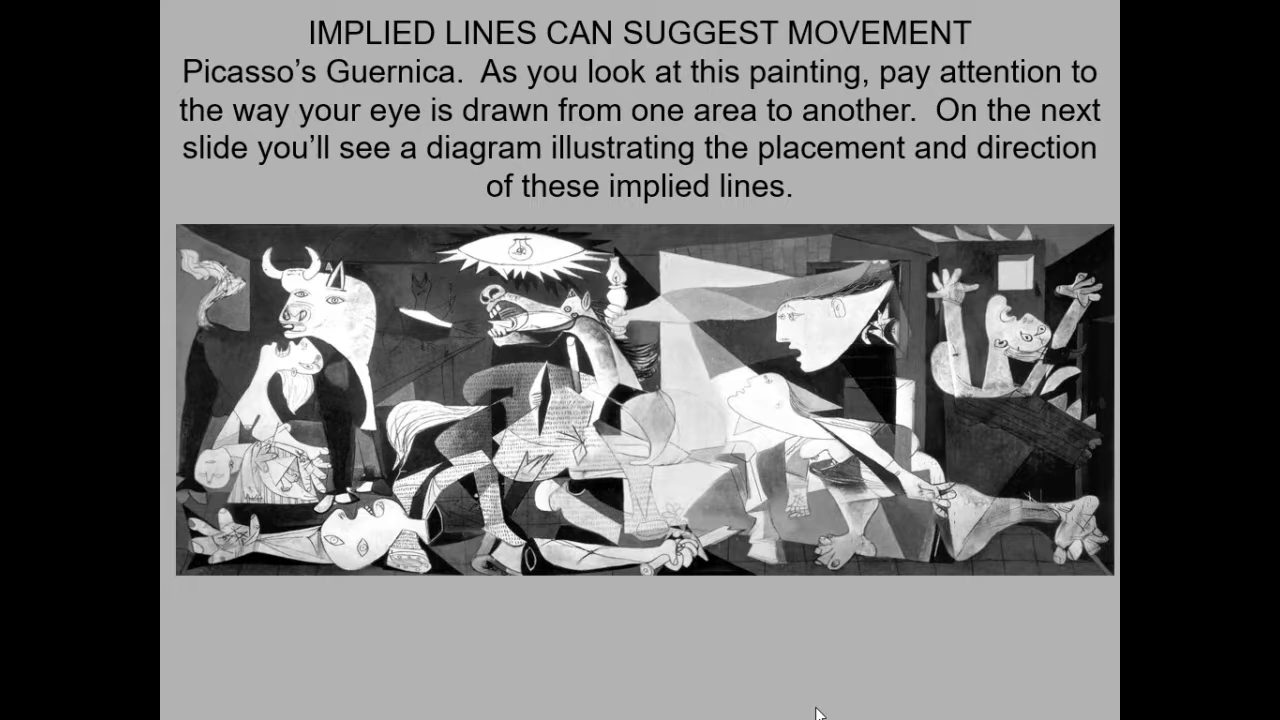 IMPLIED LINES CAN SUGGEST MOVEMENT
Picasso’s Guernica.  As you look at this painting, pay attention to
the way your eye is drawn from one area to another.  On the next
slide you’ll see a diagram illustrating the placement and direction
of these implied lines.